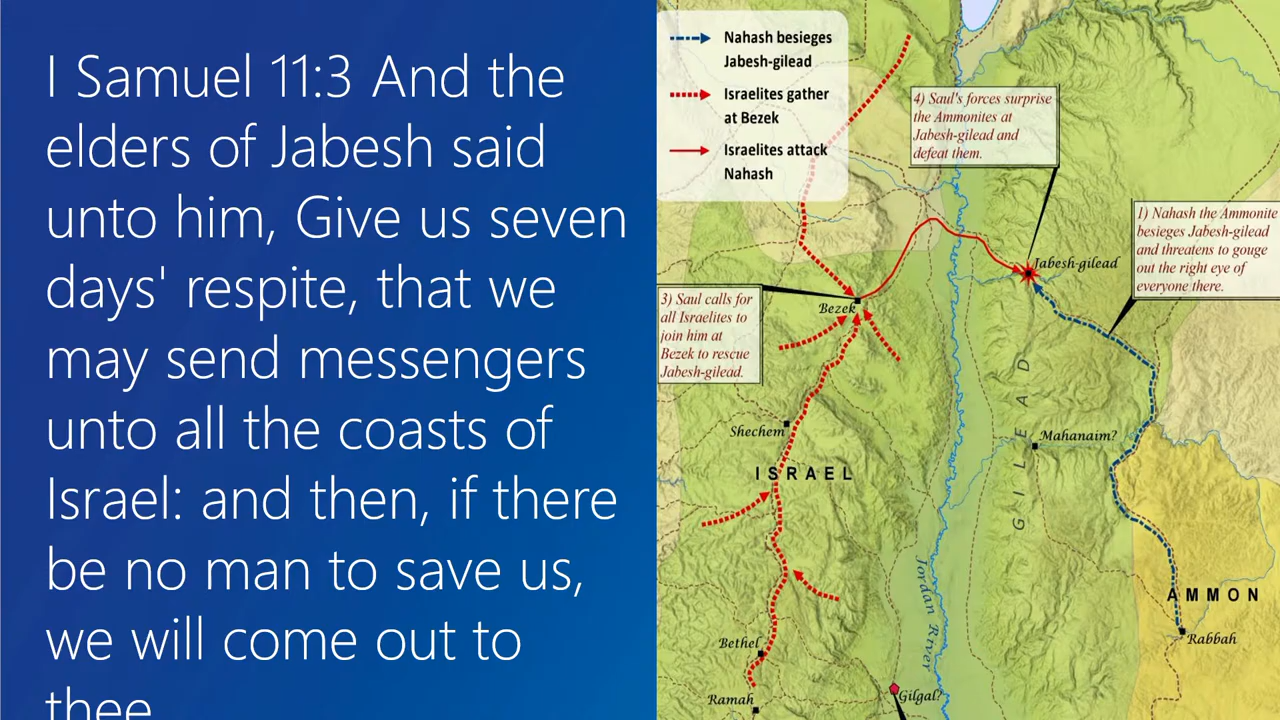 I Samuel 11:3 And the
elders of Jabesh said
unto him, Give us seven
days' respite, that we
may send messengers
unto all the coasts of
Israel: and then, if there
be no man to save us,
we will come out to
thee
Nahash besieges
Jabesh-gilead
Israelites gather
at Bezek
Israelites attack
Nahash
4) Saul's forces surprise
the Ammonites at
Jabesh-gilead and
defeat them.
1) Nahash the Ammonite
besieges Jabesh-gilead
and threatens to gouge
out the right eye of
everyone there.
Jabesh-gilead
3) Saul calls for
all Israelites to
join him at
Bezek to rescue
Jabesh-gilead.
Bezek
Shechem
ISRAEL
GILEAD
Mahanaim?
Jordan River
AMMON
Rabbah
Bethel
Ramah
Gilgal?